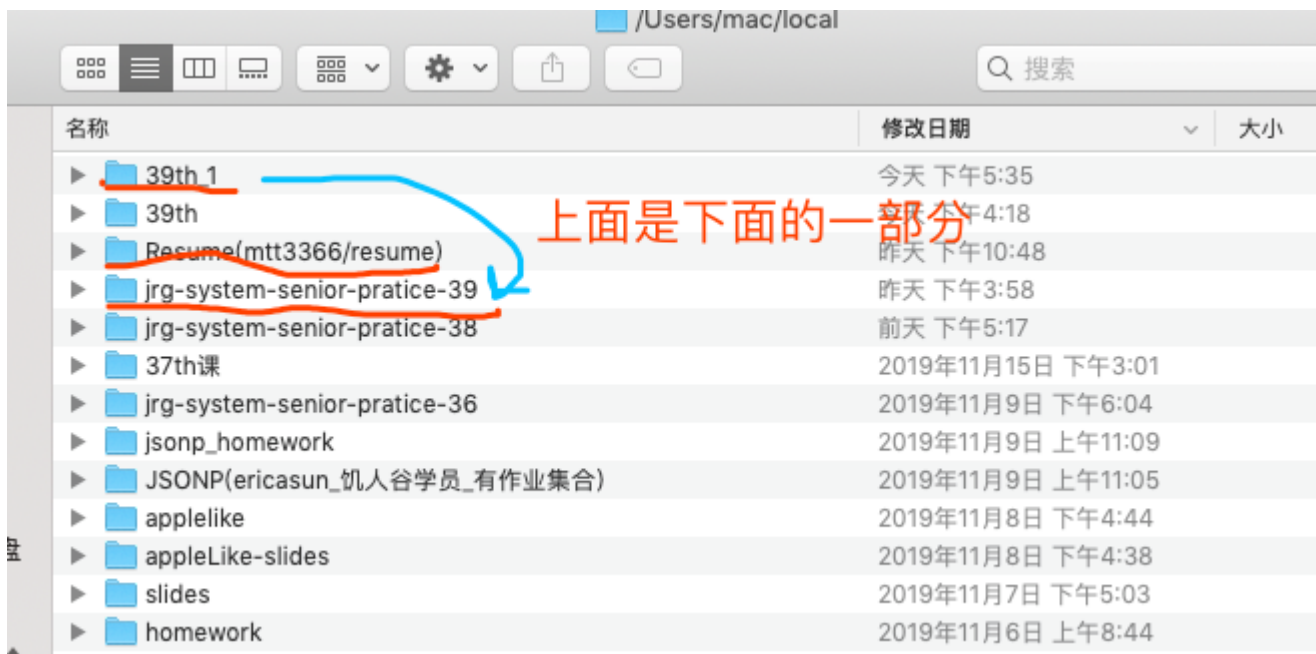 /Users/mac/local
搜索
名称 修改日期 大小
39th_1 今天 下午5:35
39th 今天 下午4:18
上面是下面的一部分
Resume(mtt3366/resume) 昨天 下午10:48
jrg-system-senior-pratice-39 昨天 下午3:58
jrg-system-senior-pratice-38 前天 下午5:17
37th课 2019年11月15日 下午3:01
jrg-system-senior-pratice-36 2019年11月9日 下午6:04
jsonp_homework 2019年11月9日 上午11:09
JSONP(ericasun_饥人谷学员_有作业集合) 2019年11月9日 上午11:05
applelike 2019年11月8日 下午4:44
appleLike-slides 2019年11月8日 下午4:38
盘
slides 2019年11月7日 下午5:03
homework 2019年11月6日 上午8:44